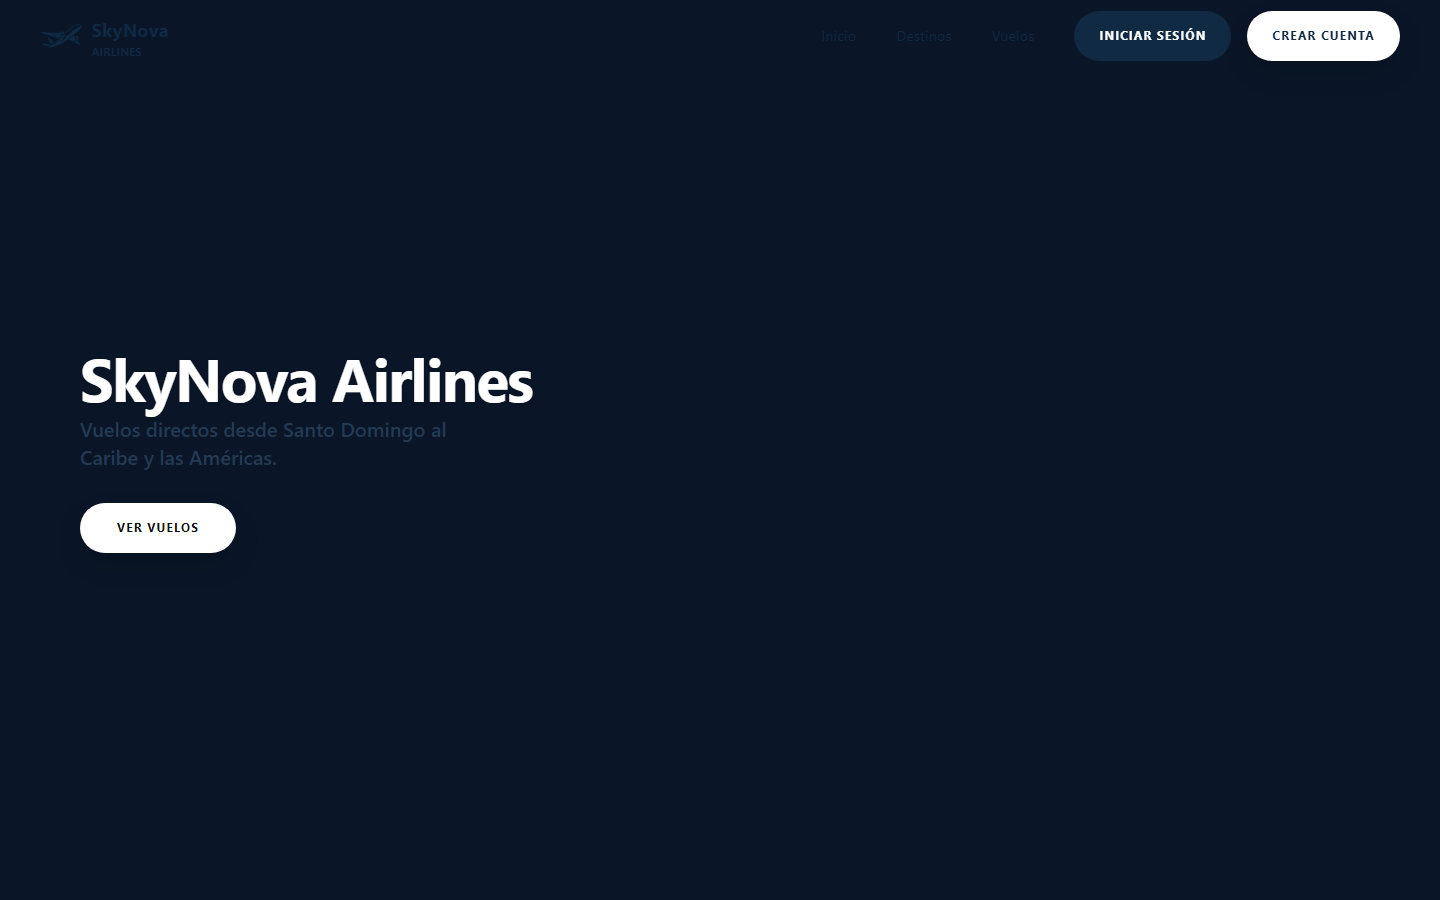 SkyNova
AIRLINES
Inicio
Destinos
Vuelos
INICIAR SESIÓN
CREAR CUENTA
SkyNova Airlines
Vuelos directos desde Santo Domingo al
Caribe y las Américas.
VER VUELOS